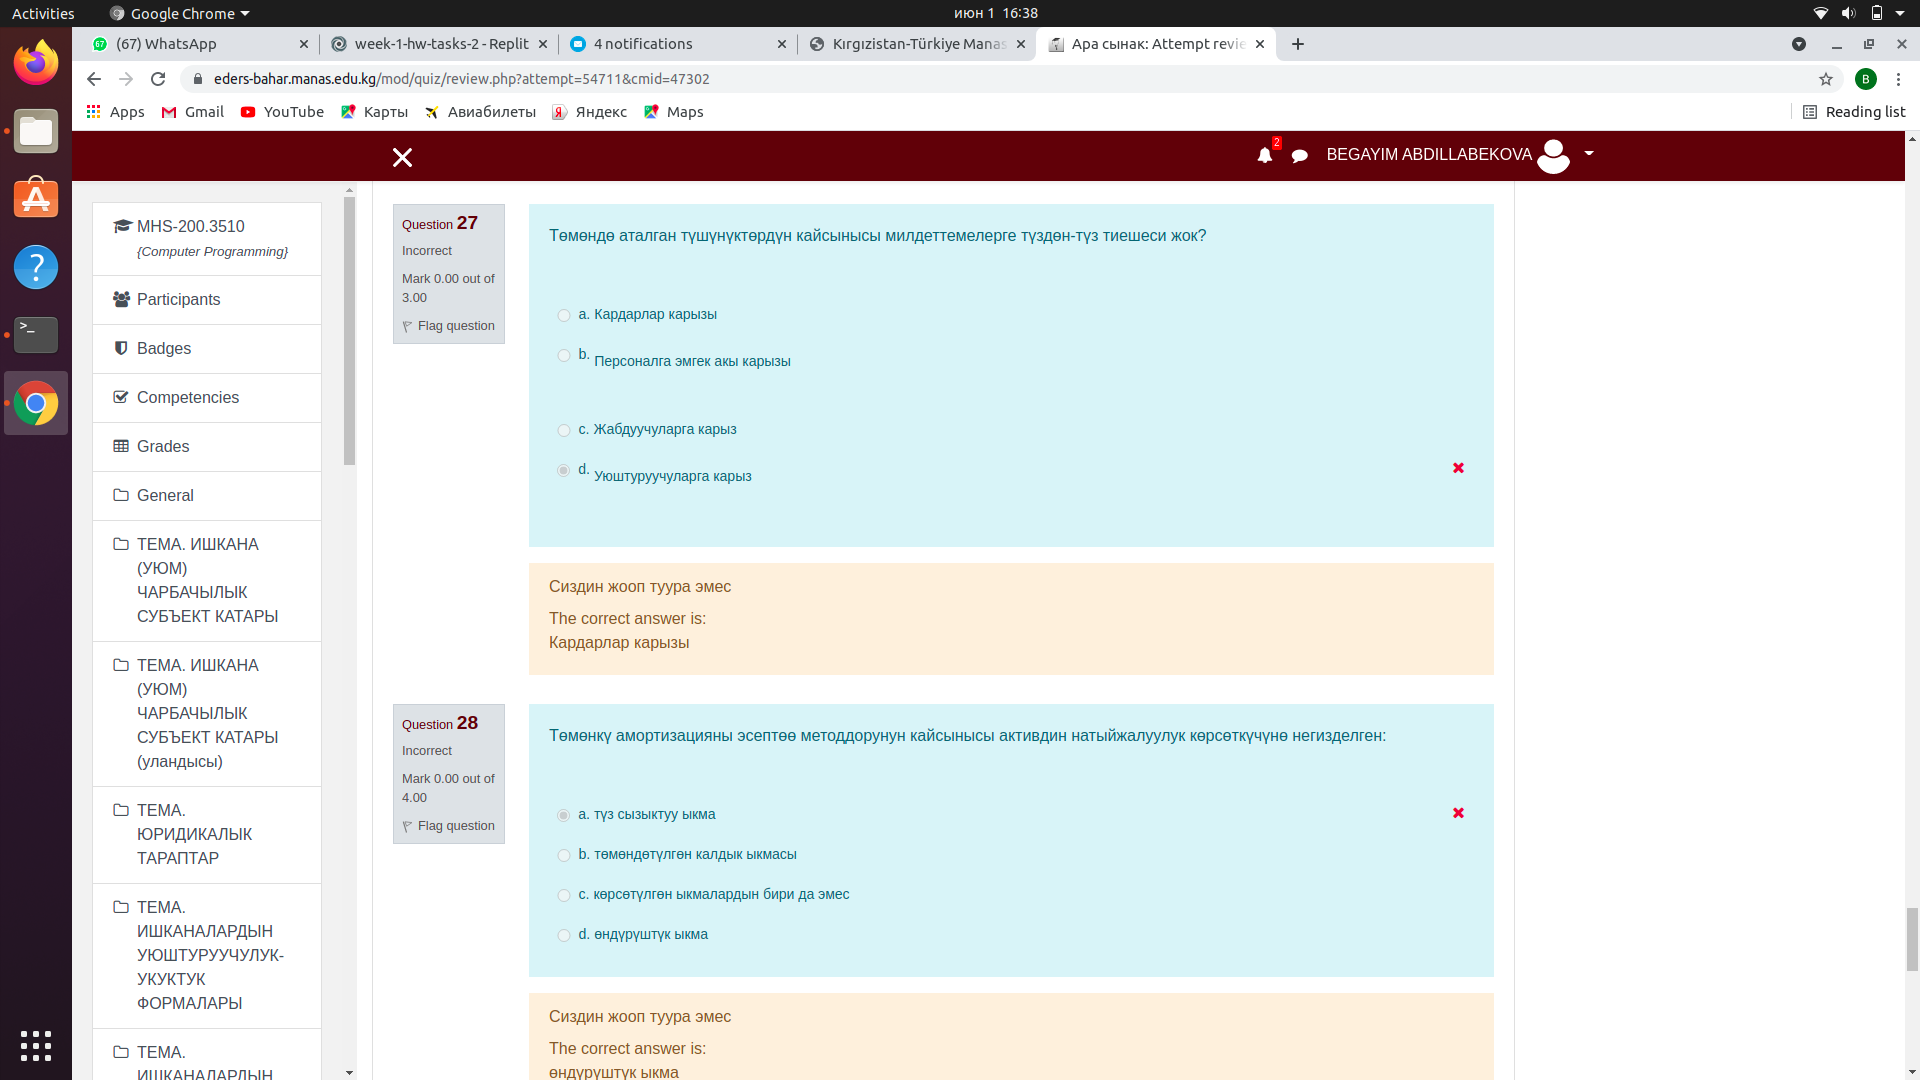 Activities
Google Chrome
июн 1 16:38
(67) WhatsApp
week-1-hw-tasks-2 - Replit
4 notifications
Kırgızistan-Türkiye Manas
Ара сынак: Attempt revie
eders-bahar.manas.edu.kg/mod/quiz/review.php?attempt=54711&cmid=47302
B
Apps
Gmail
YouTube
Карты
Авиабилеты
Яндекс
Maps
Reading list
2
BEGAYIM ABDILLABEKOVA
MHS-200.3510
{Computer Programming}
Participants
Badges
Competencies
Grades
General
ТЕМА. ИШКАНА
(УЮМ)
ЧАРБАЧЫЛЫК
СУБЪЕКТ КАТАРЫ
ТЕМА. ИШКАНА
(УЮМ)
ЧАРБАЧЫЛЫК
СУБЪЕКТ КАТАРЫ
(уландысы)
ТЕМА.
ЮРИДИКАЛЫК
ТАРАПТАР
ТЕМА.
ИШКАНАЛАРДЫН
УЮШТУРУУЧУЛУК-
УКУКТУК
ФОРМАЛАРЫ
ТЕМА.
ИШКАНАЛАРДЫН
Question 27
Incorrect
Mark 0.00 out of
3.00
Flag question
Төмөндө аталган түшүнүктөрдүн кайсынысы милдеттемелерге түздөн-түз тиешеси жок?
a. Кардарлар карызы
b. Персоналга эмгек акы карызы
c. Жабдуучуларга карыз
d. Уюштуруучуларга карыз
Сиздин жооп туура эмес
The correct answer is:
Кардарлар карызы
Question 28
Incorrect
Mark 0.00 out of
4.00
Flag question
Төмөнкү амортизацияны эсептөө методдорунун кайсынысы активдин натыйжалуулук көрсөткүчүнө негизделген:
a. түз сызыктуу ыкма
b. төмөндөтүлгөн калдык ыкмасы
c. көрсөтүлгөн ыкмалардын бири да эмес
d. өндүрүштүк ыкма
Сиздин жооп туура эмес
The correct answer is:
өндүрүштүк ыкма